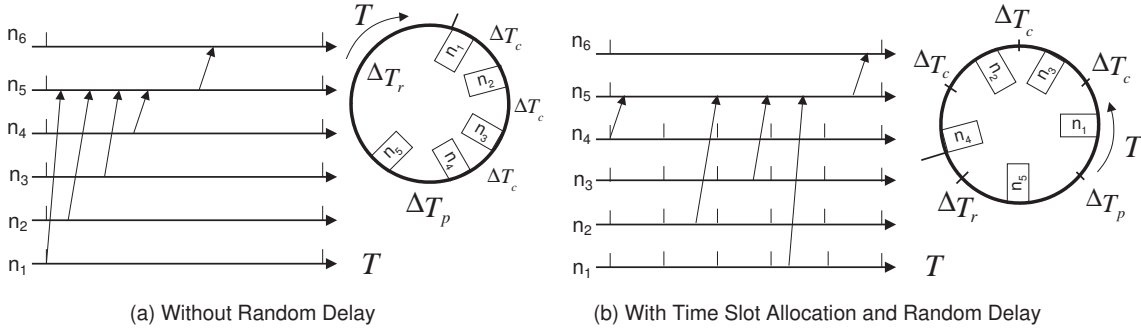 n6
n5
n4
n3
n2
n1
T
T
ΔTr
n1
ΔTc
n2
ΔTc
n3
ΔTc
n4
n5
ΔTp
(a) Without Random Delay
n6
n5
n4
n3
n2
n1
T
ΔTc
ΔTc
n2
n3
ΔTc
n4
n1
T
n5
ΔTr
ΔTp
(b) With Time Slot Allocation and Random Delay